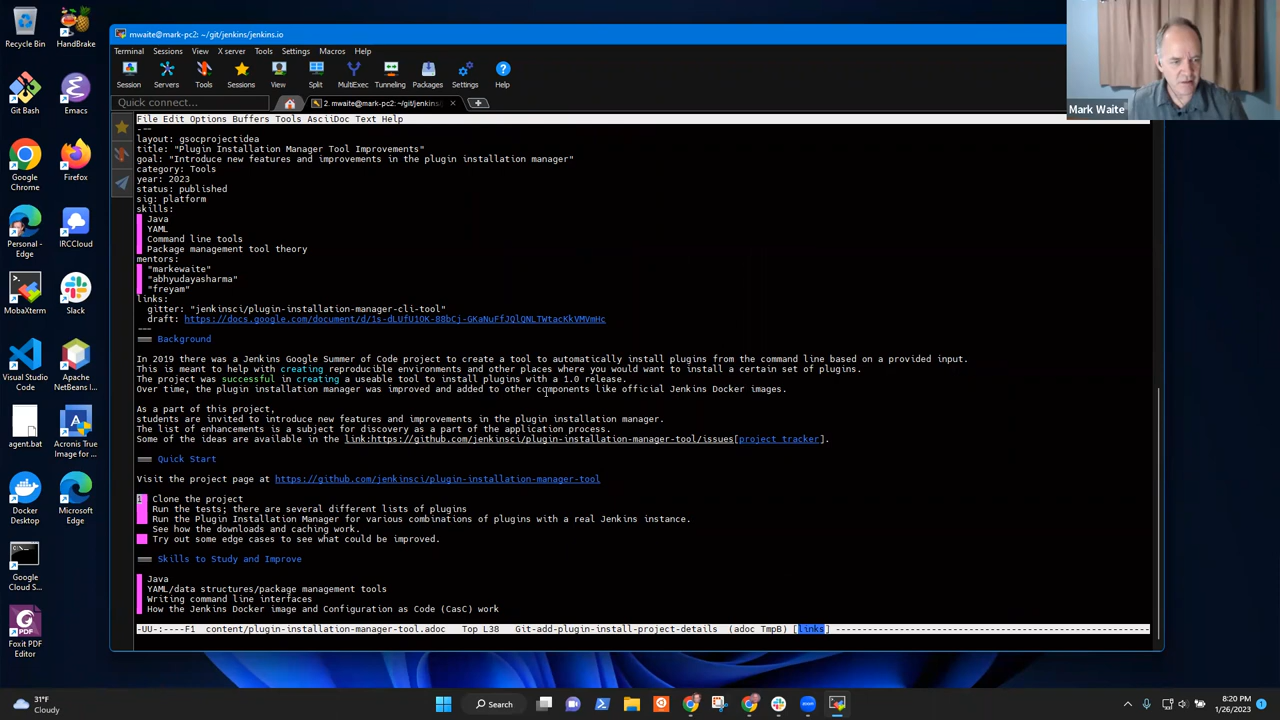 mwaite@mark-pc2: ~/git/jenkins/jenkins.io
Terminal Sessions View X server Tools Settings Macros Help
Session Servers Tools Sessions View Split MultiExec Tunneling Packages Settings Help
Quick connect...
2. mwaite@mark-pc2: ~/git/jenkins
File Edit Options Buffers Tools AsciiDoc Text Help
---
layout: gsocprojectidea
title: "Plugin Installation Manager Tool Improvements"
goal: "Introduce new features and improvements in the plugin installation manager"
category: Tools
year: 2023
status: published
sig: platform
skills:
Java
YAML
Command line tools
Package management tool theory
mentors:
"markewaite"
"abhyudayasharma"
"freyam"
links:
gitter: "jenkinsci/plugin-installation-manager-cli-tool"
draft: https://docs.google.com/document/d/1s-dLUfU1OK-88bCj-GKaNuFfJQlQNLTWtacKkVMVmHc
---
=== Background
In 2019 there was a Jenkins Google Summer of Code project to create a tool to automatically install plugins from the command line based on a provided input.
This is meant to help with creating reproducible environments and other places where you would want to install a certain set of plugins.
The project was successful in creating a useable tool to install plugins with a 1.0 release.
Over time, the plugin installation manager was improved and added to other components like official Jenkins Docker images.
As a part of this project,
students are invited to introduce new features and improvements in the plugin installation manager.
The list of enhancements is a subject for discovery as a part of the application process.
Some of the ideas are available in the link:https://github.com/jenkinsci/plugin-installation-manager-tool/issues[project tracker].
=== Quick Start
Visit the project page at https://github.com/jenkinsci/plugin-installation-manager-tool
Clone the project
Run the tests; there are several different lists of plugins
Run the Plugin Installation Manager for various combinations of plugins with a real Jenkins instance.
See how the downloads and caching work.
Try out some edge cases to see what could be improved.
=== Skills to Study and Improve
Java
YAML/data structures/package management tools
Writing command line interfaces
How the Jenkins Docker image and Configuration as Code (CasC) work
-UU-:----F1 content/plugin-installation-manager-tool.adoc Top L38 Git-add-plugin-install-project-details (adoc TmpB) [links] ----------
Mark Waite
Recycle Bin
HandBrake
Git Bash
Emacs
Google Chrome
Firefox
Personal - Edge
IRCCloud
MobaXterm
Slack
Visual Studio Code
Apache NetBeans I...
agent.bat
Acronis True Image for ...
Docker Desktop
Microsoft Edge
Google Cloud S...
Foxit PDF Editor
31°F
Cloudy
Search
8:20 PM
1/26/2023